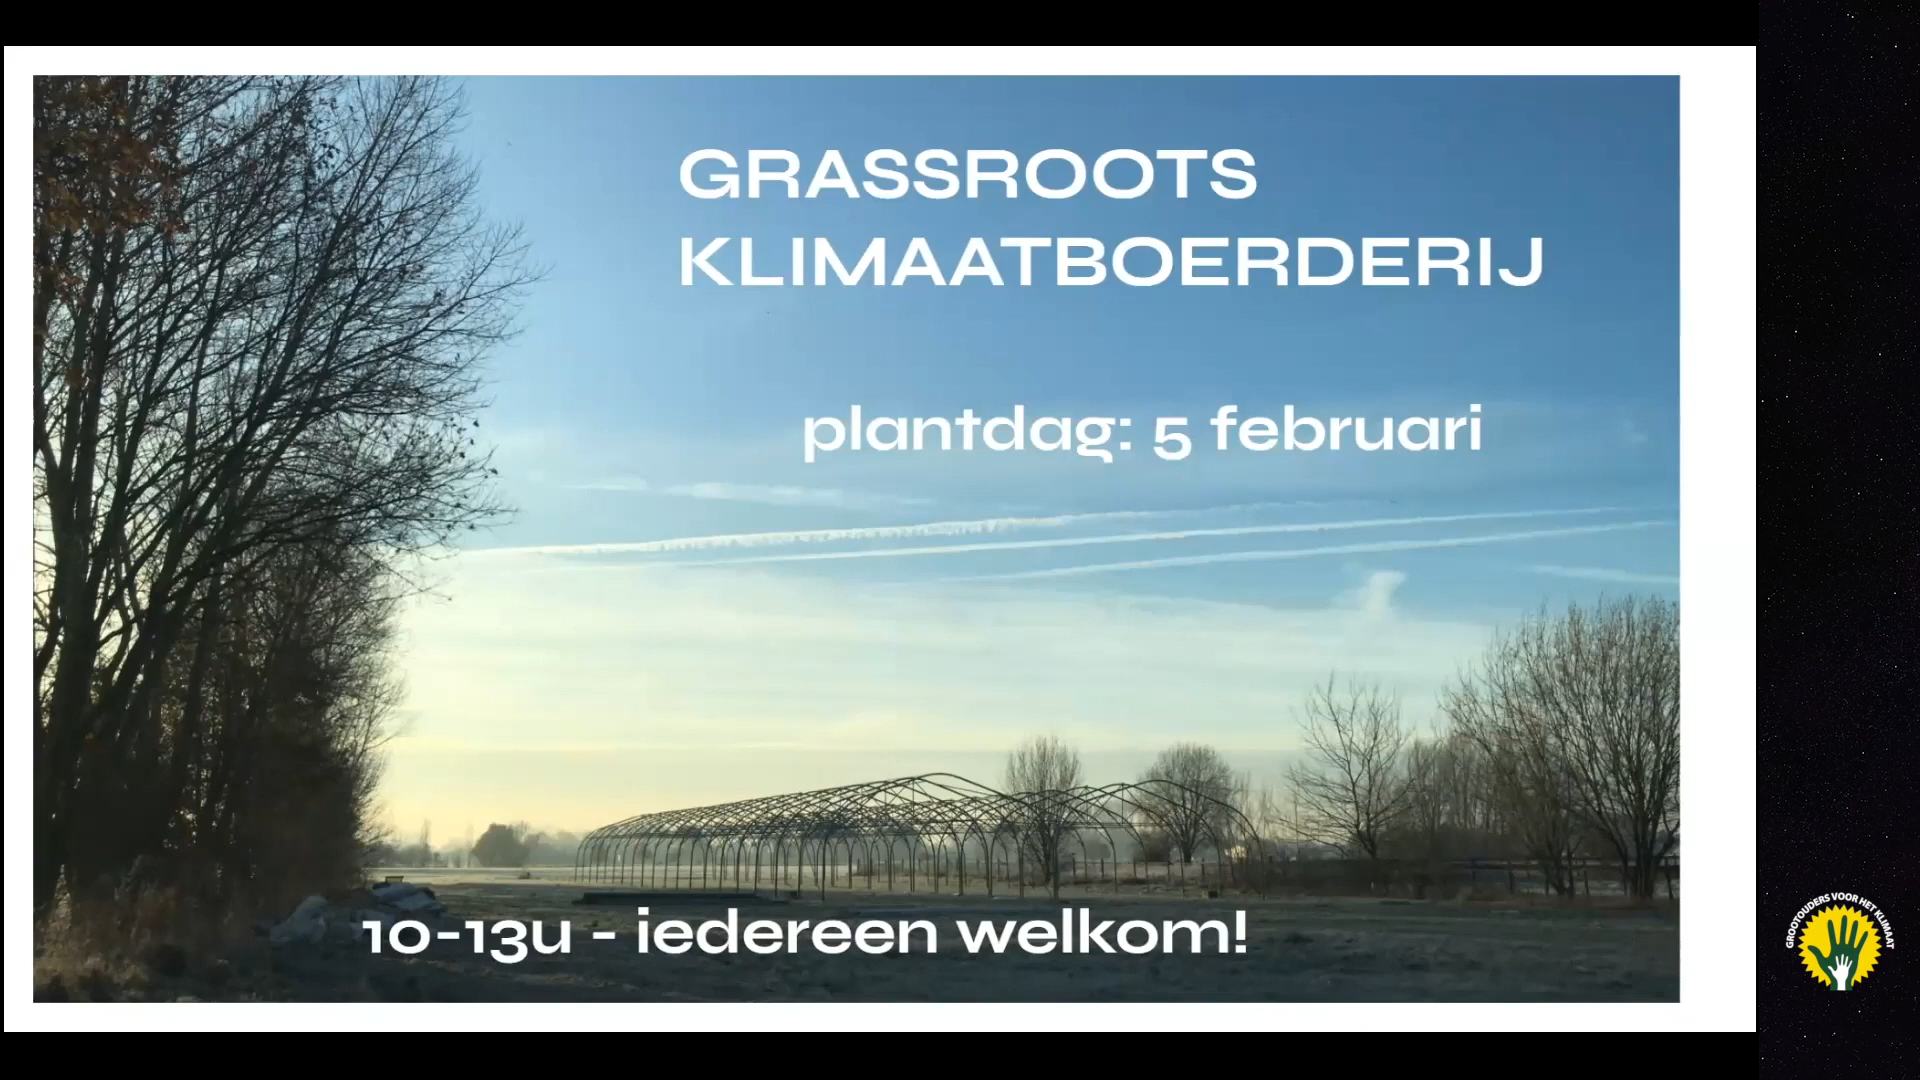 GRASSROOTS
KLIMAATBOERDERIJ
plantdag: 5 februari
10-13u - iedereen welkom!
GROOTOUDERS VOOR HET KLIMAAT